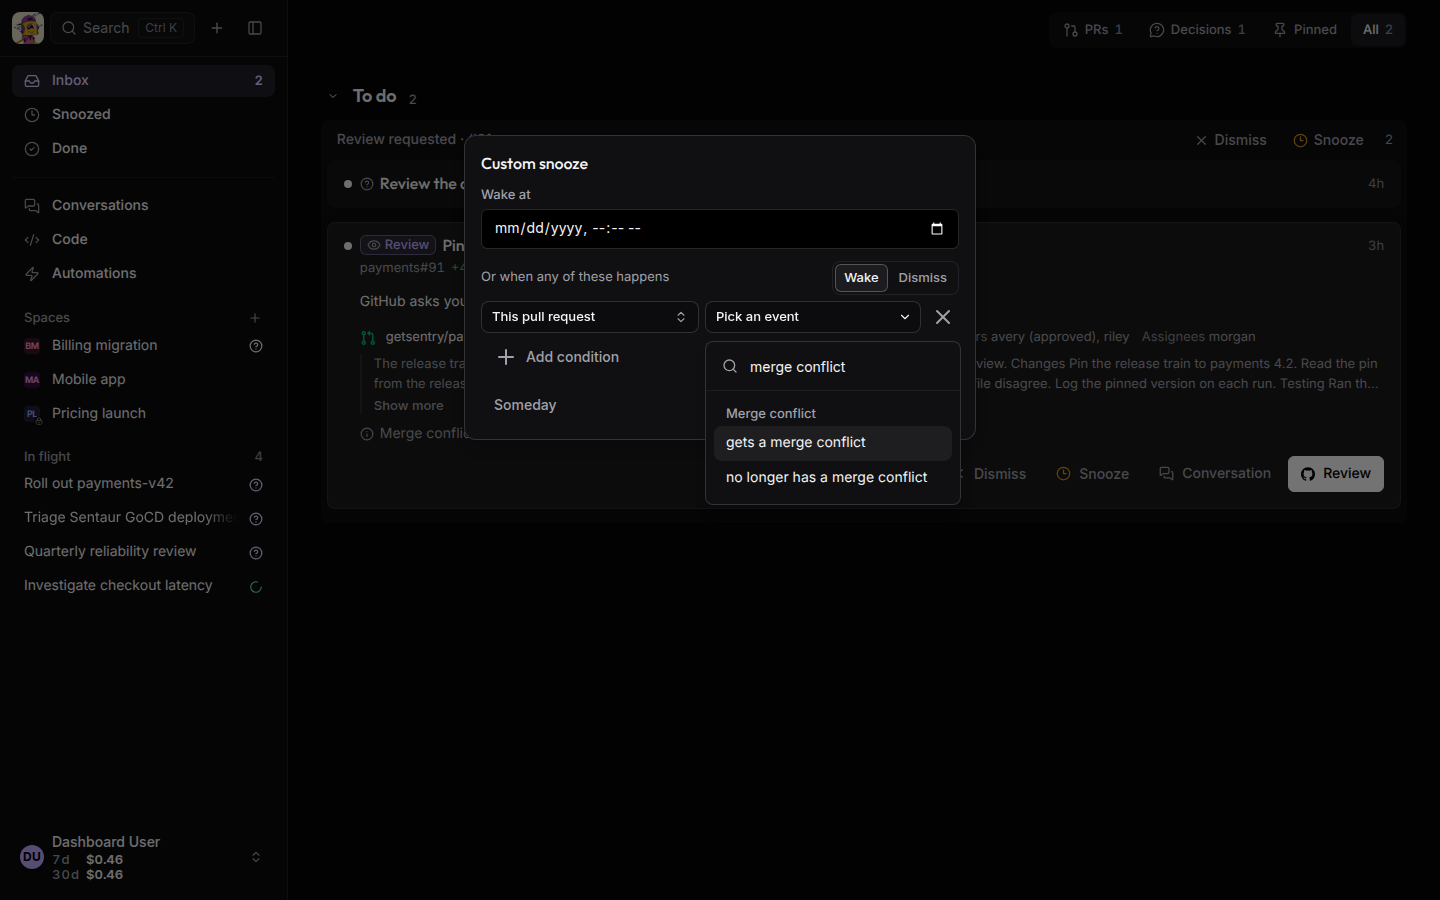 Search Ctrl K
Inbox 2
Snoozed
Done
Conversations
Code
Automations
Spaces
BM Billing migration
MA Mobile app
PL Pricing launch
In flight 4
Roll out payments-v42
Triage Sentaur GoCD deployme
Quarterly reliability review
Investigate checkout latency
DU Dashboard User
7d $0.46
30d $0.46
PRs 1 Decisions 1 Pinned All 2
To do 2
Review requested ·
Dismiss Snooze 2
Review the
4h
Review Pin
3h
payments#91
GitHub asks you
getsentry/pa
avery (approved), riley Assignees morgan
The release trai
view. Changes Pin the release train to payments 4.2. Read the pin
from the releas
file disagree. Log the pinned version on each run. Testing Ran th...
Show more
Merge confli
Dismiss Snooze Conversation Review
Custom snooze
Wake at
mm/dd/yyyy, --:-- --
Or when any of these happens Wake Dismiss
This pull request Pick an event
Add condition
Someday
merge conflict
Merge conflict
gets a merge conflict
no longer has a merge conflict